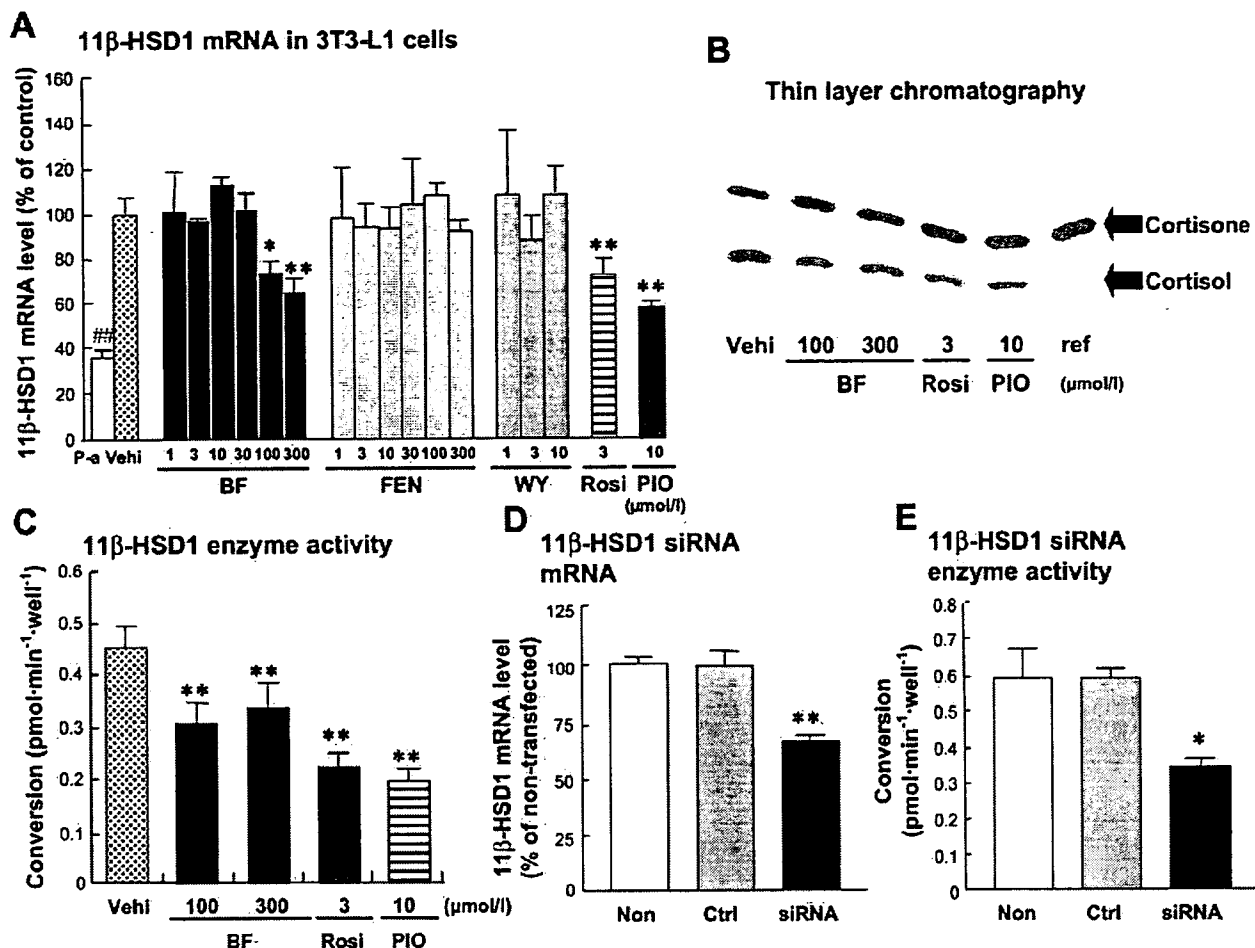 A
11β-HSD1 mRNA in 3T3-L1 cells
11β-HSD1 mRNA level (% of control)
160
140
120
100
80
60
40
20
0
##
*
**
**
**
P-a Vehi 1 3 10 30 100 300 1 3 10 30 100 300 1 3 10 3 10
BF FEN WY Rosi PIO
(μmol/l)
B
Thin layer chromatography
Cortisone
Cortisol
Vehi 100 300 3 10 ref
BF Rosi PIO (μmol/l)
C
11β-HSD1 enzyme activity
Conversion (pmol·min⁻¹·well⁻¹)
0.6
0.5
0.4
0.3
0.2
0.1
0
**
**
**
**
Vehi 100 300 3 10 (μmol/l)
BF Rosi PIO
D
11β-HSD1 siRNA
mRNA
11β-HSD1 mRNA level
(% of non-transfected)
125
100
75
50
25
0
**
Non Ctrl siRNA
E
11β-HSD1 siRNA
enzyme activity
Conversion
(pmol·min⁻¹·well⁻¹)
0.8
0.7
0.6
0.5
0.4
0.3
0.2
0.1
0
*
Non Ctrl siRNA